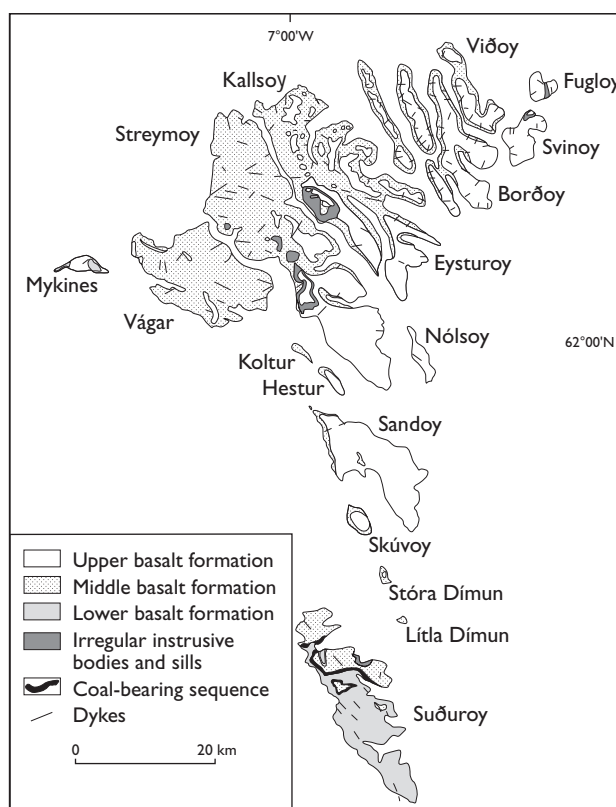 7°00'W
Viðoy
Kallsoy
Fugloy
Streymoy
Svinoy
Borðoy
Eysturoy
Mykines
Vágar
Nólsoy
62°00'N
Koltur
Hestur
Sandoy
Skúvoy
Stóra Dímun
Lítla Dímun
Suðuroy
Upper basalt formation
Middle basalt formation
Lower basalt formation
Irregular instrusive
bodies and sills
Coal-bearing sequence
Dykes
0 20 km